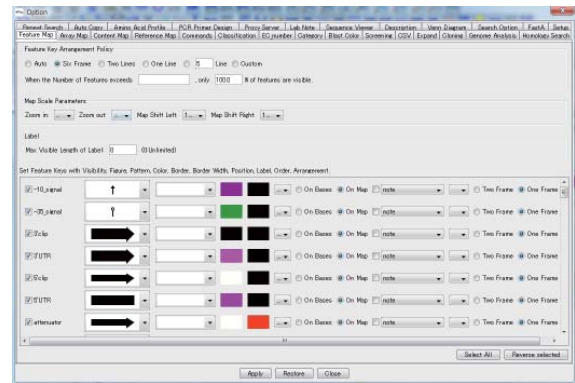 Option
Renewal Search Auto Copy Amino Acid Profile PCR Primer Design Proxy Server Lab Note Sequence Viewer Description Venn Diagram Search Option FastA Setup
Feature Map Array Map Content Map Reference Map Commands Classification EC_number Category Blast Color Screening CSV Expand Cloning Genome Analysis Homology Search
Feature Key Arrangement Policy
Auto Six Frame Two Lines One Line 5 Line Custom
When the Number of Features exceeds , only 100.0 % of features are visible.
Map Scale Parameters
Zoom in ... Zoom out ... Map Shift Left 1... Map Shift Right 1...
Label
Max Visible Length of Label 0 (0:Unlimited)
Set Feature Keys with Visibility, Figure, Pattern, Color, Border, Border Width, Position, Label, Order, Arrangement.
-10_signal ... On Bases On Map note ... Two Frame One Frame
-35_signal ... On Bases On Map note ... Two Frame One Frame
3'clip ... On Bases On Map note ... Two Frame One Frame
3'UTR ... On Bases On Map note ... Two Frame One Frame
5'clip ... On Bases On Map note ... Two Frame One Frame
5'UTR ... On Bases On Map note ... Two Frame One Frame
attenuator ... On Bases On Map note ... Two Frame One Frame
Select All Reverse selected
Apply Restore Close